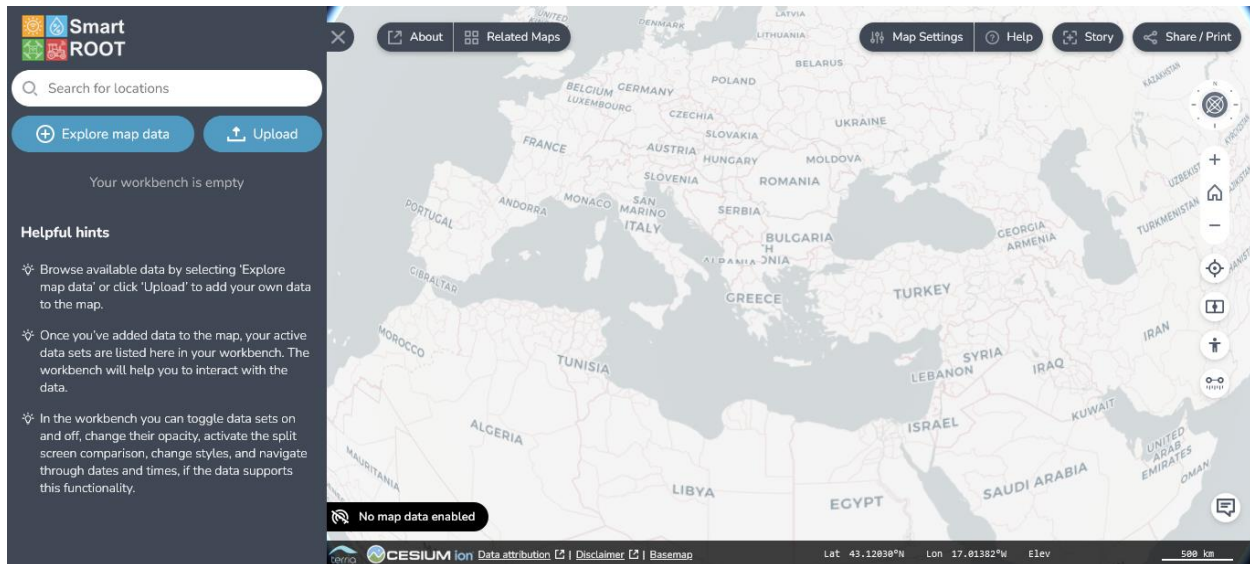 Smart
ROOT
Search for locations
Explore map data
Upload
Your workbench is empty
Helpful hints
Browse available data by selecting 'Explore
map data' or click 'Upload' to add your own data
to the map.
Once you've added data to the map, your active
data sets are listed here in your workbench. The
workbench will help you to interact with the
data.
In the workbench you can toggle data sets on
and off, change their opacity, activate the split
screen comparison, change styles, and navigate
through dates and times, if the data supports
this functionality.
About
Related Maps
Map Settings
Help
Story
Share / Print
UNITED
DENMARK
LATVIA
LITHUANIA
BELARUS
KAZAKHSTAN
POLAND
BELGIUM
GERMANY
LUXEMBOURG
CZECHIA
UKRAINE
SLOVAKIA
FRANCE
AUSTRIA
HUNGARY
MOLDOVA
SLOVENIA
ROMANIA
PORTUGAL
ANDORRA
MONACO
SAN
MARINO
ITALY
SERBIA
BULGARIA
GEORGIA
ARMENIA
TURKMENISTAN
GIBRALTAR
GREECE
TURKEY
MOROCCO
TUNISIA
SYRIA
LEBANON
IRAQ
IRAN
KUWAIT
ISRAEL
ALGERIA
MAURITANIA
LIBYA
EGYPT
SAUDI ARABIA
UNITED
ARAB
EMIRATES
OMAN
No map data enabled
terria
CESIUM ion
Data attribution | Disclaimer | Basemap
Lat 43.12030°N Lon 17.01382°W Elev
500 km